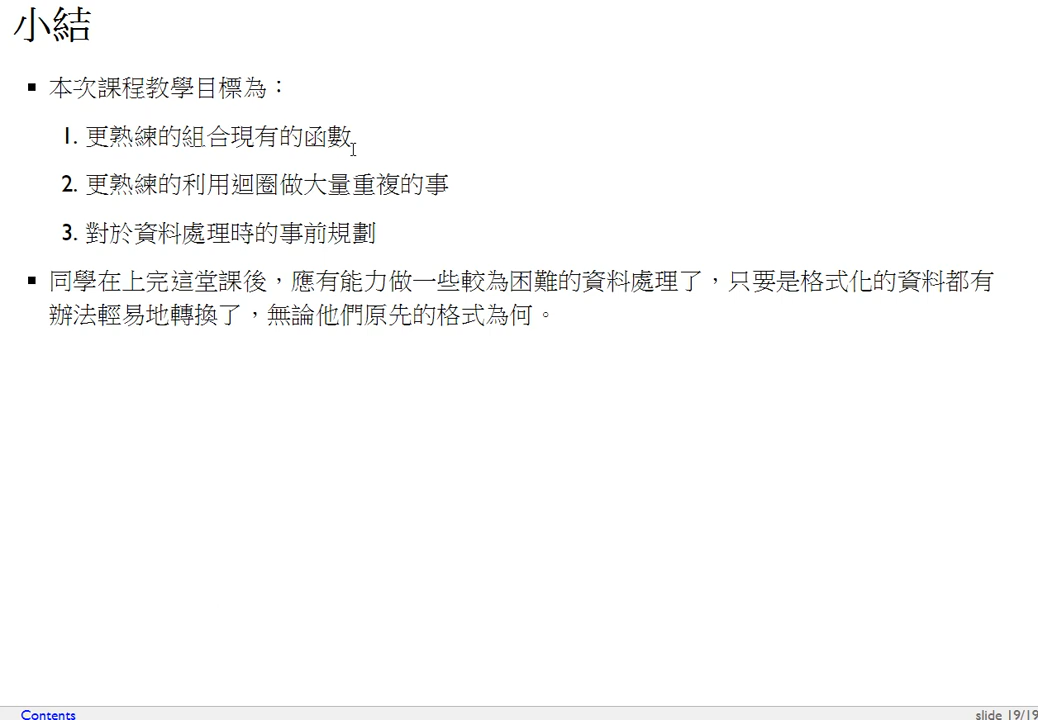 小結
▪ 本次課程教學目標為：
1. 更熟練的組合現有的函數
2. 更熟練的利用迴圈做大量重複的事
3. 對於資料處理時的事前規劃
▪ 同學在上完這堂課後，應有能力做一些較為困難的資料處理了，只要是格式化的資料都有
辦法輕易地轉換了，無論他們原先的格式為何。
Contents
slide 19/19